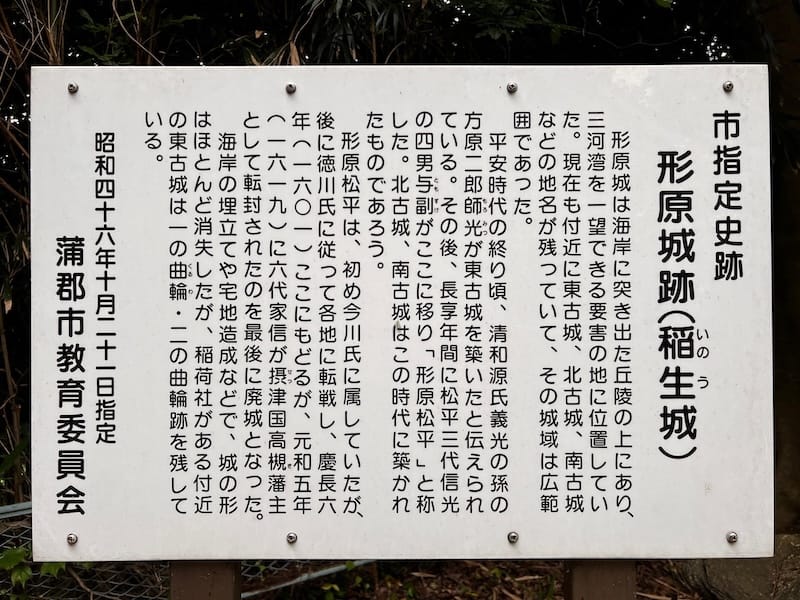 市指定史跡
形原城跡(稲生城)
いのう
形原城は海岸に突き出た丘陵の上にあり、
三河湾を一望できる要害の地に位置してい
た。現在も付近に東古城、北古城、南古城
などの地名が残っていて、その城域は広範
囲であった。
平安時代の終り頃、清和源氏義光の孫の
方原二郎師光が東古城を築いたと伝えられ
もろみつ
ている。その後、長享年間に松平三代信光
の四男与副がここに移り「形原松平」と称
ともすけ
した。北古城、南古城はこの時代に築かれ
たものであろう。
形原松平は、初め今川氏に属していたが、
後に徳川氏に従って各地に転戦し、慶長六
年(一六〇一)ここにもどるが、元和五年
(一六一九)に六代家信が摂津国高槻藩主
せっ
き
として転封されたのを最後に廃城となった。
海岸の埋立てや宅地造成などで、城の形
はほとんど消失したが、稲荷社がある付近
の東古城は一の曲輪・二の曲輪跡を残して
くるわ
いる。
昭和四十六年十月二十一日指定
蒲郡市教育委員会